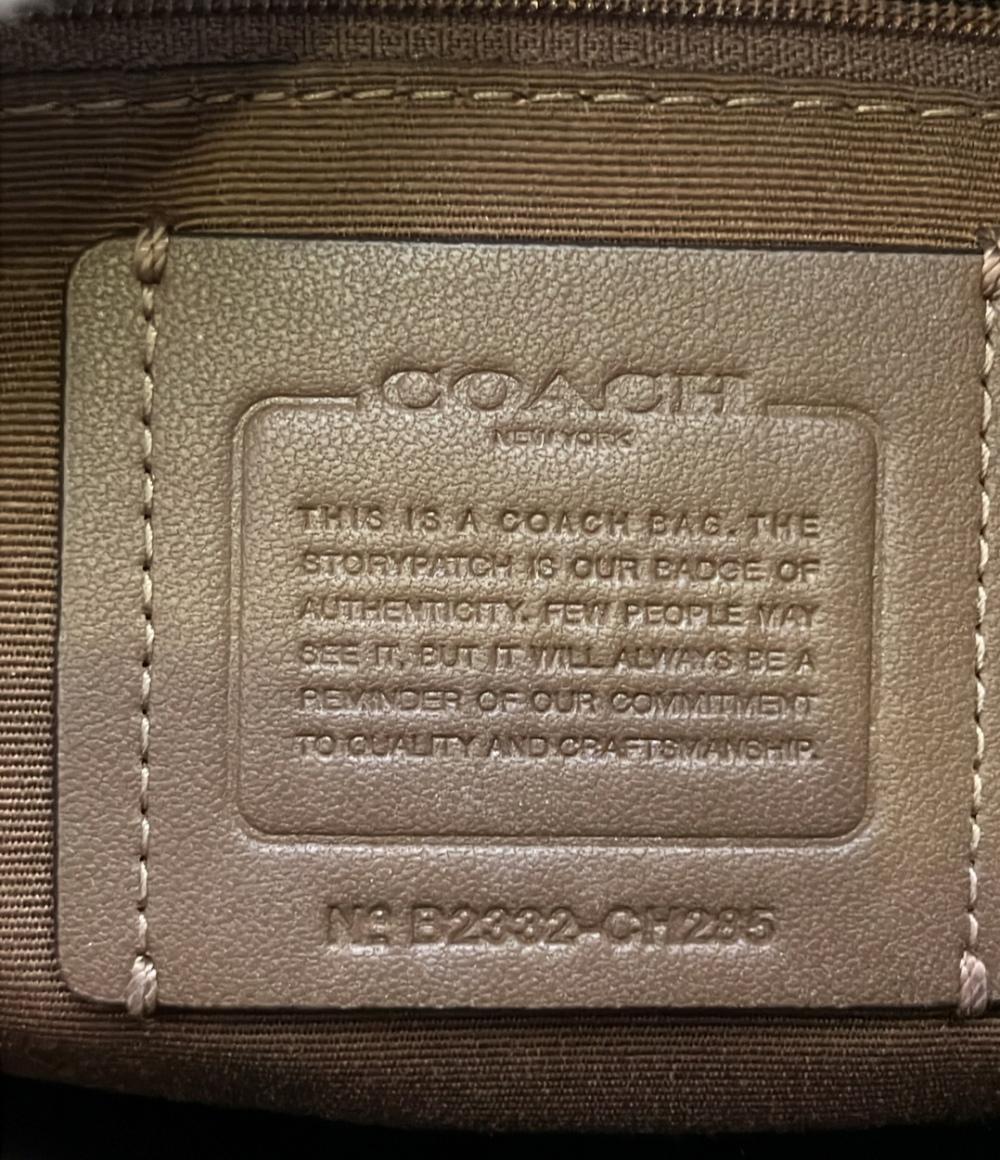 COACH
NEW YORK
THIS IS A COACH BAG. THE
STORYPATCH IS OUR BADGE OF
AUTHENTICITY. FEW PEOPLE MAY
SEE IT, BUT IT WILL ALWAYS BE A
REMINDER OF OUR COMMITMENT
TO QUALITY AND CRAFTSMANSHIP.
Nº B2332-CH285